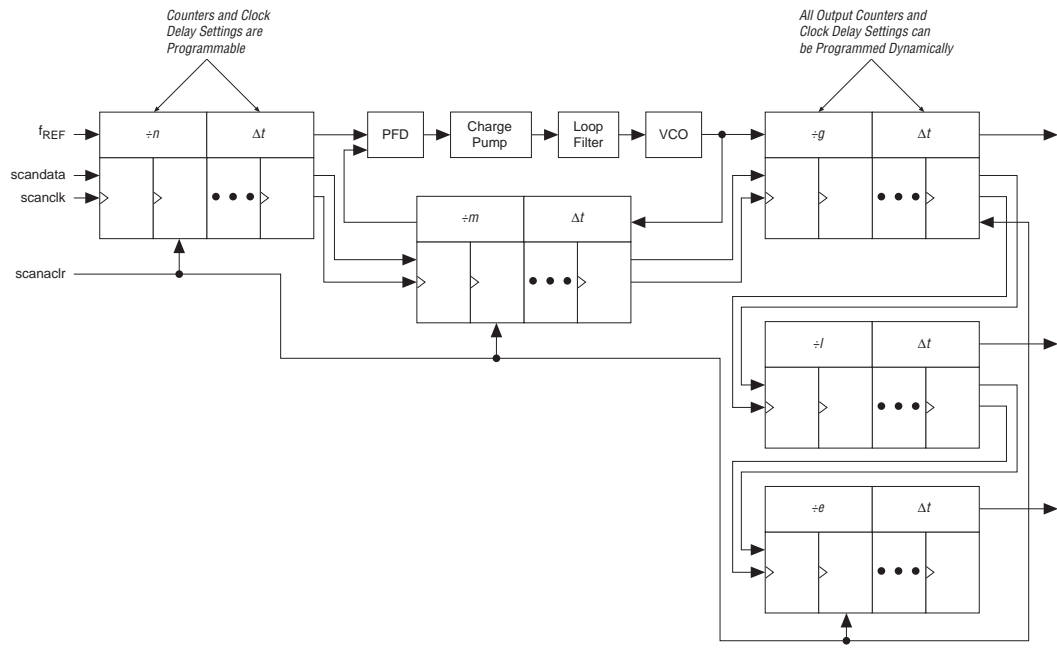 Counters and Clock
Delay Settings are
Programmable
All Output Counters and
Clock Delay Settings can
be Programmed Dynamically
fREF
÷n
Δt
PFD
Charge
Pump
Loop
Filter
VCO
÷g
Δt
scandata
scanclk
÷m
Δt
scanaclr
÷l
Δt
÷e
Δt